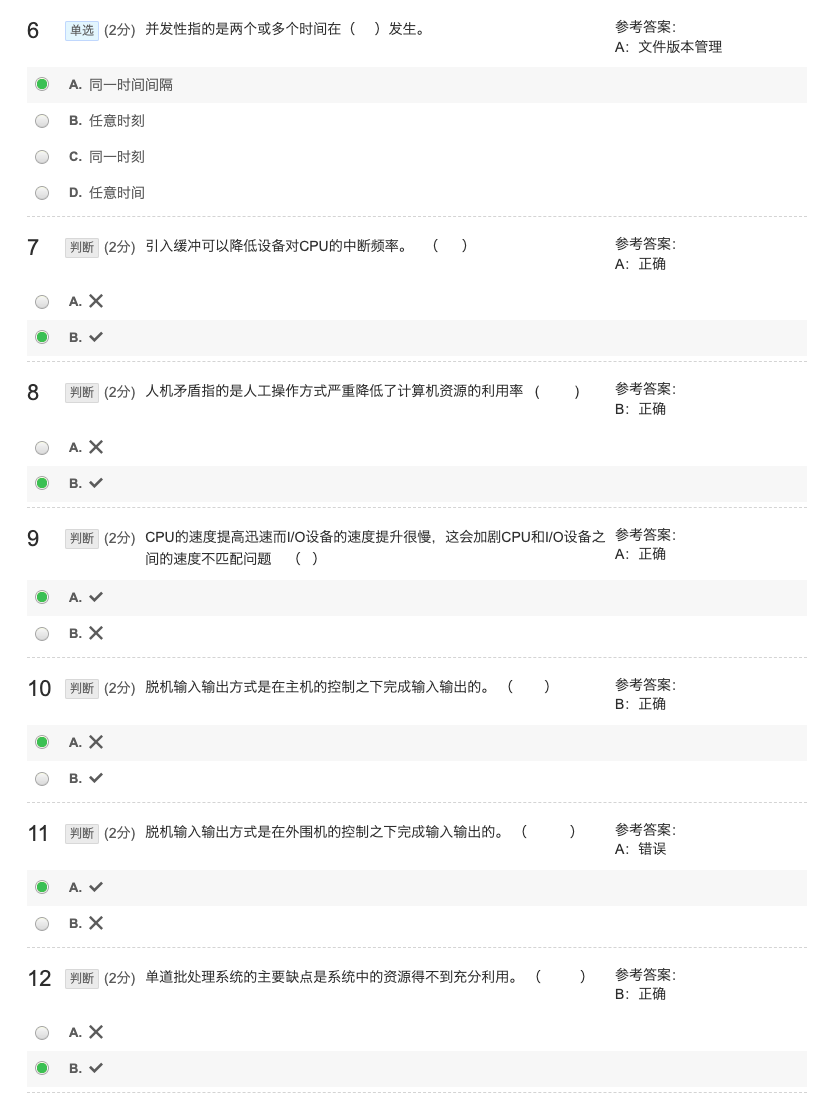 6 单选 (2分) 并发性指的是两个或多个时间在（ ）发生。 参考答案：
A：文件版本管理
A. 同一时间间隔
B. 任意时刻
C. 同一时刻
D. 任意时间
7 判断 (2分) 引入缓冲可以降低设备对CPU的中断频率。 （ ） 参考答案：
A：正确
A. ✕
B. ✓
8 判断 (2分) 人机矛盾指的是人工操作方式严重降低了计算机资源的利用率 ( ) 参考答案：
B：正确
A. ✕
B. ✓
9 判断 (2分) CPU的速度提高迅速而I/O设备的速度提升很慢，这会加剧CPU和I/O设备之 参考答案：
间的速度不匹配问题 （ ） A：正确
A. ✓
B. ✕
10 判断 (2分) 脱机输入输出方式是在主机的控制之下完成输入输出的。（ ） 参考答案：
B：正确
A. ✕
B. ✓
11 判断 (2分) 脱机输入输出方式是在外围机的控制之下完成输入输出的。（ ） 参考答案：
A：错误
A. ✓
B. ✕
12 判断 (2分) 单道批处理系统的主要缺点是系统中的资源得不到充分利用。（ ） 参考答案：
B：正确
A. ✕
B. ✓